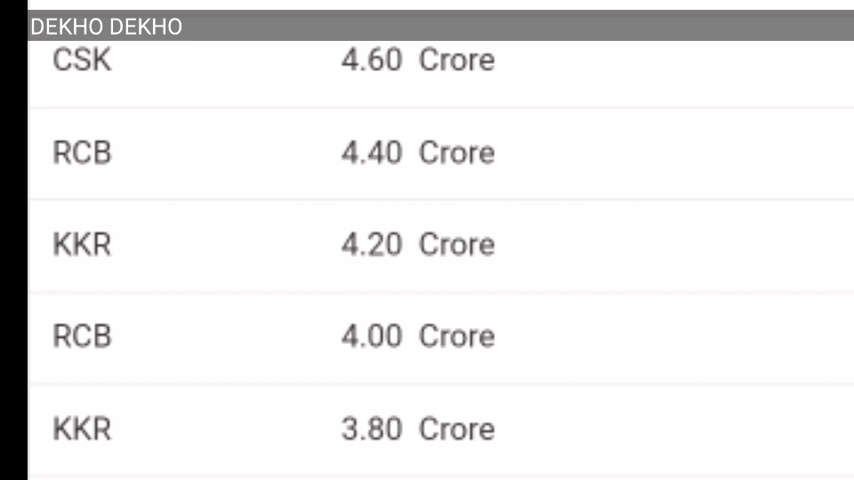 DEKHO DEKHO
CSK 4.60 Crore
RCB 4.40 Crore
KKR 4.20 Crore
RCB 4.00 Crore
KKR 3.80 Crore